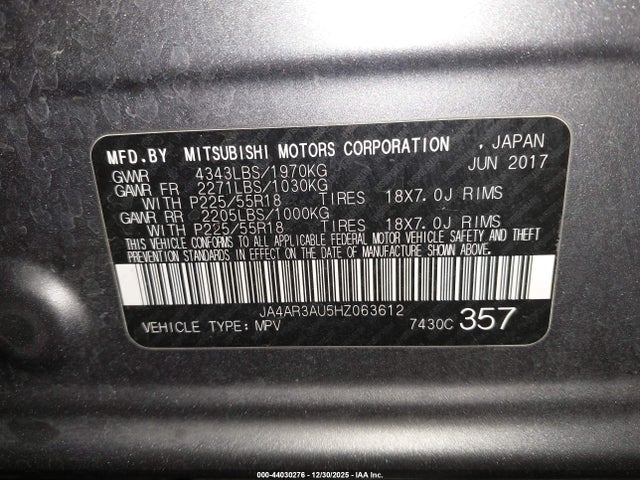 MFD.BY MITSUBISHI MOTORS CORPORATION , JAPAN
GVWR 4343LBS/1970KG JUN 2017
GAWR FR 2271LBS/1030KG
WITH P225/55R18 TIRES 18X7.0J RIMS
GAWR RR 2205LBS/1000KG
WITH P225/55R18 TIRES 18X7.0J RIMS
THIS VEHICLE CONFORMS TO ALL APPLICABLE FEDERAL MOTOR VEHICLE SAFETY AND THEFT
PREVENTION STANDARDS IN EFFECT ON THE DATE OF MANUFACTURE SHOWN ABOVE.
JA4AR3AU5HZ063612
VEHICLE TYPE: MPV 7430C 357
000-44030276 - 12/30/2025 - IAA Inc.